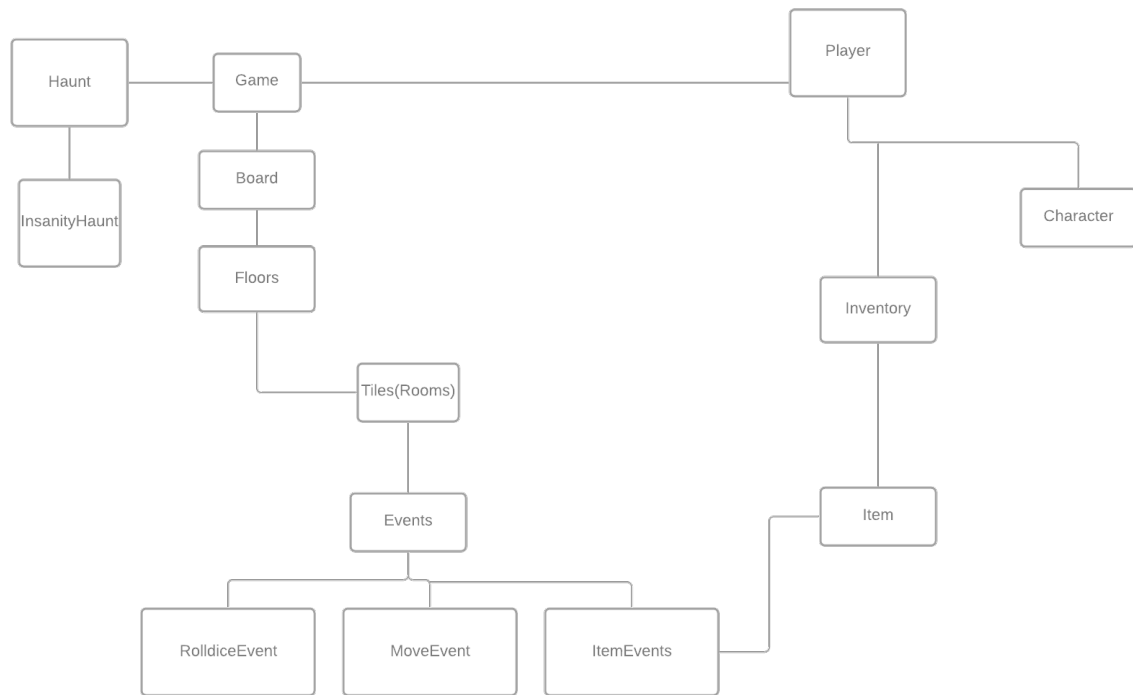 Haunt
Game
Player
Board
InsanityHaunt
Character
Floors
Inventory
Tiles(Rooms)
Events
Item
RolldiceEvent
MoveEvent
ItemEvents